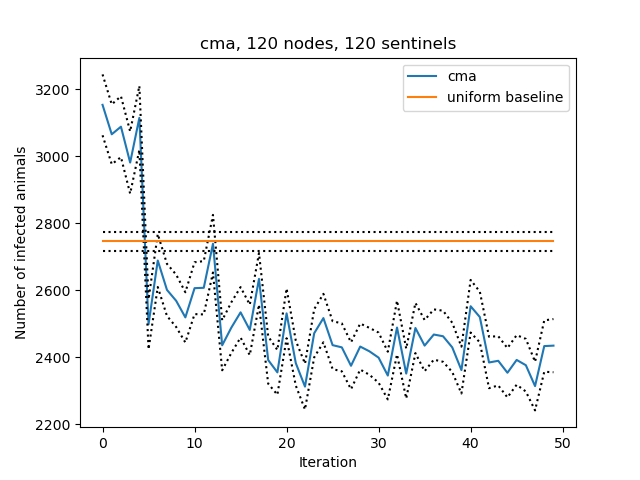 cma, 120 nodes, 120 sentinels
cma
uniform baseline
Number of infected animals
3200
3000
2800
2600
2400
2200
0 10 20 30 40 50
Iteration